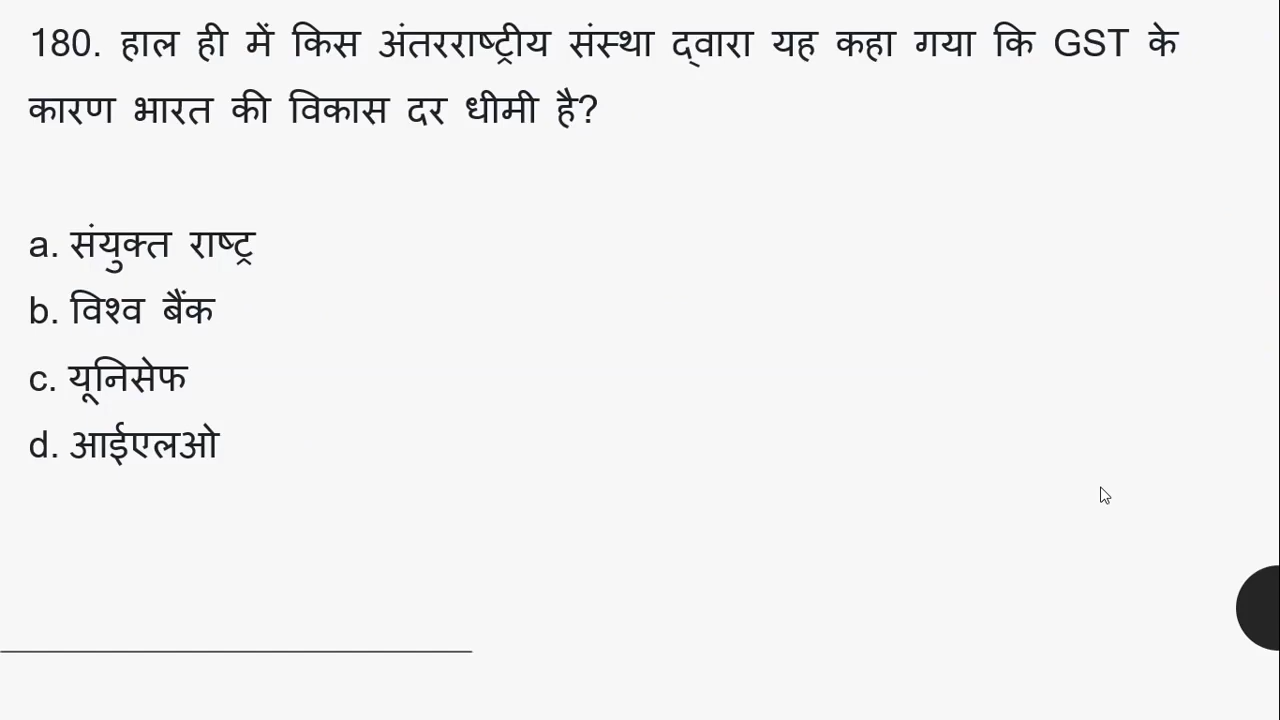 180. हाल ही में किस अंतरराष्ट्रीय संस्था द्वारा यह कहा गया कि GST के
कारण भारत की विकास दर धीमी है?
a. संयुक्त राष्ट्र
b. विश्व बैंक
c. यूनिसेफ
d. आईएलओ